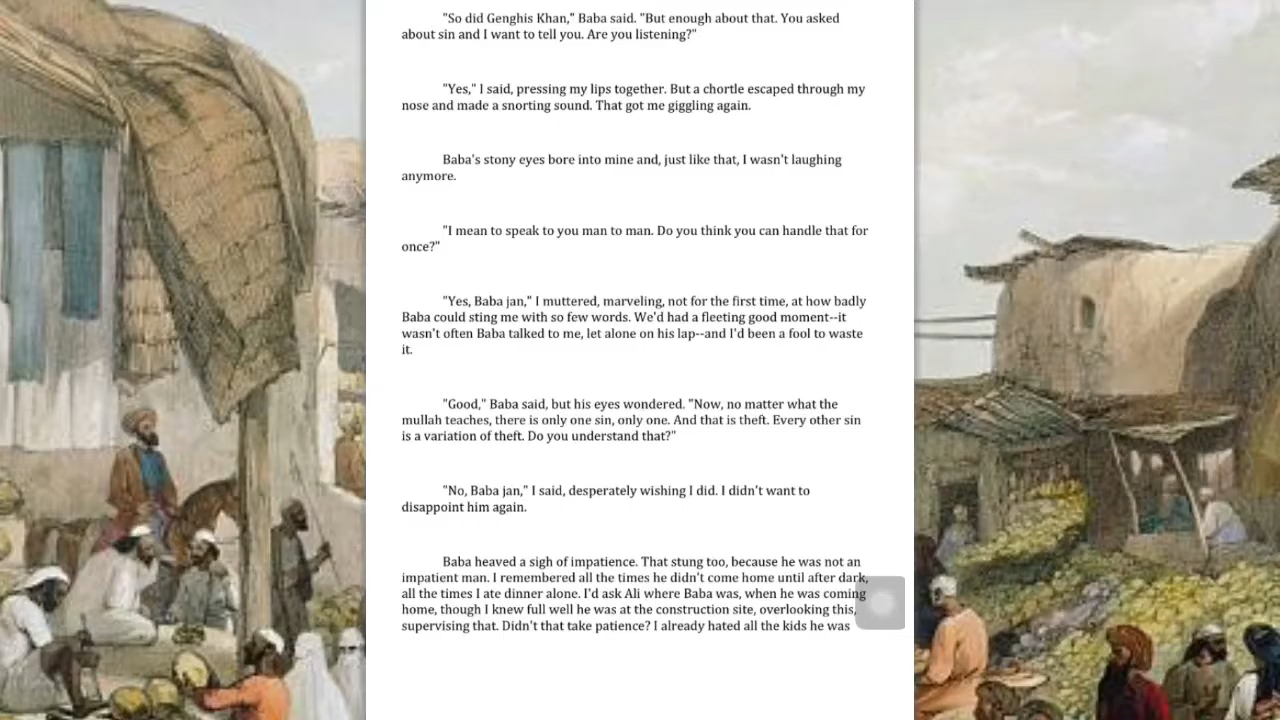 "So did Genghis Khan," Baba said. "But enough about that. You asked
about sin and I want to tell you. Are you listening?"
"Yes," I said, pressing my lips together. But a chortle escaped through my
nose and made a snorting sound. That got me giggling again.
Baba's stony eyes bore into mine and, just like that, I wasn't laughing
anymore.
"I mean to speak to you man to man. Do you think you can handle that for
once?"
"Yes, Baba jan," I muttered, marveling, not for the first time, at how badly
Baba could sting me with so few words. We'd had a fleeting good moment--it
wasn't often Baba talked to me, let alone on his lap--and I'd been a fool to waste
it.
"Good," Baba said, but his eyes wondered. "Now, no matter what the
mullah teaches, there is only one sin, only one. And that is theft. Every other sin
is a variation of theft. Do you understand that?"
"No, Baba jan," I said, desperately wishing I did. I didn't want to
disappoint him again.
Baba heaved a sigh of impatience. That stung too, because he was not an
impatient man. I remembered all the times he didn't come home until after dark,
all the times I ate dinner alone. I'd ask Ali where Baba was, when he was coming
home, though I knew full well he was at the construction site, overlooking this,
supervising that. Didn't that take patience? I already hated all the kids he was